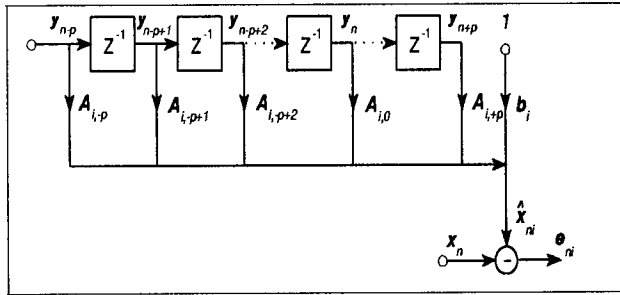 y_{n-p} y_{n-p+1} y_{n-p+2} y_n y_{n+p} 1
Z^{-1} Z^{-1} Z^{-1} Z^{-1}
A_{i,-p} A_{i,-p+1} A_{i,-p+2} A_{i,0} A_{i,+p} b_i
x̂_{ni}
x_n - e_{ni}